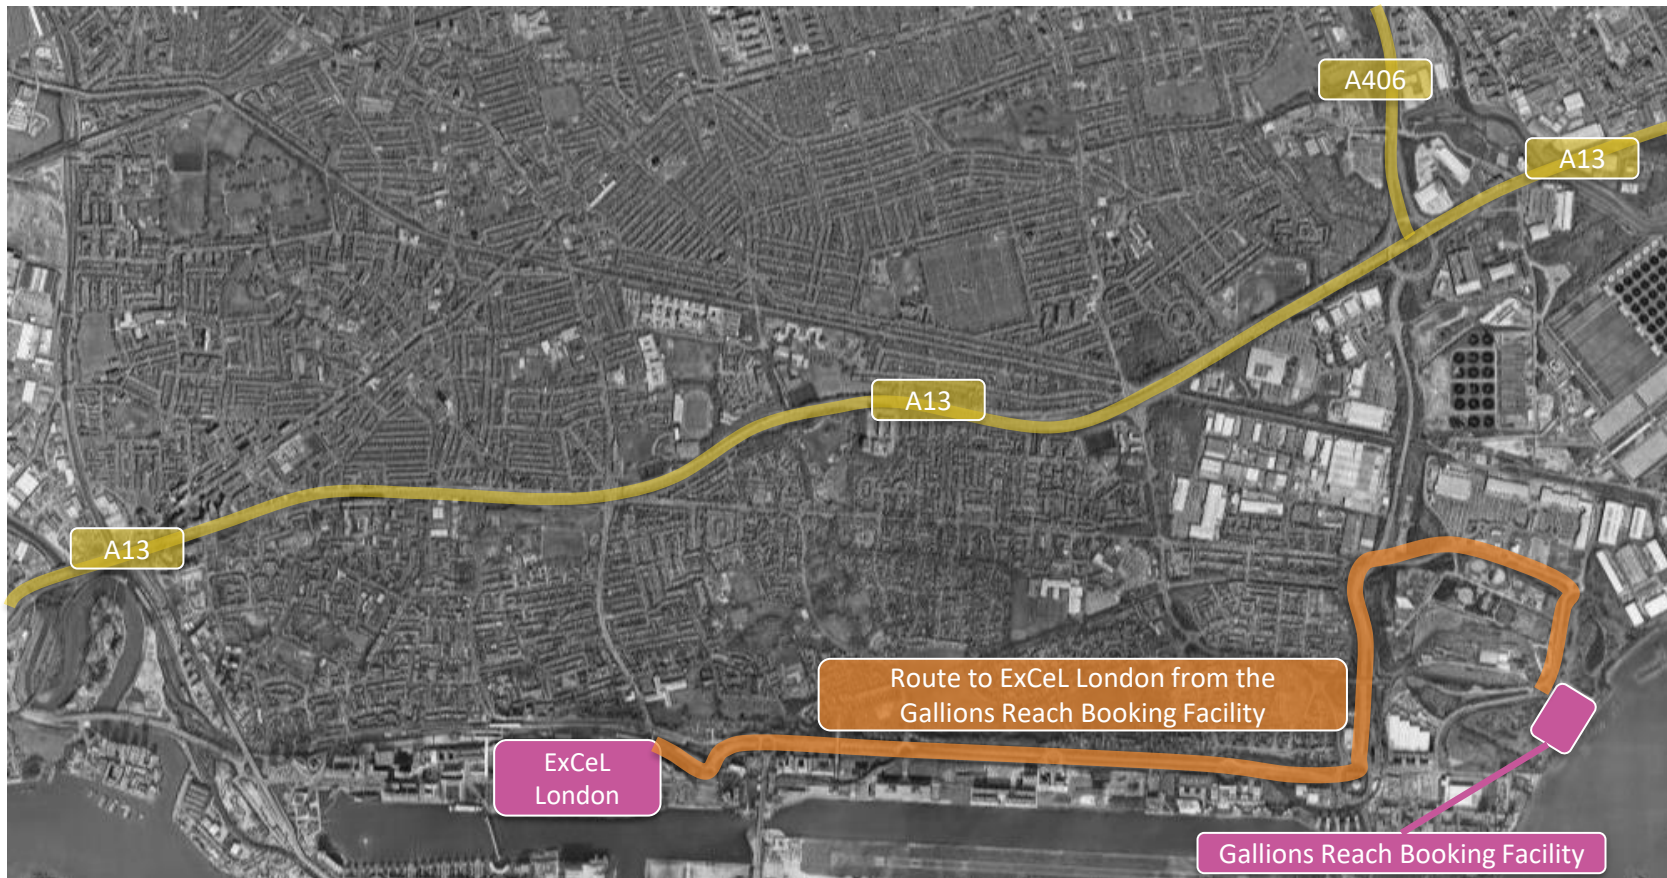 A406
A13
A13
A13
Route to ExCeL London from the
Gallions Reach Booking Facility
ExCeL
London
Gallions Reach Booking Facility